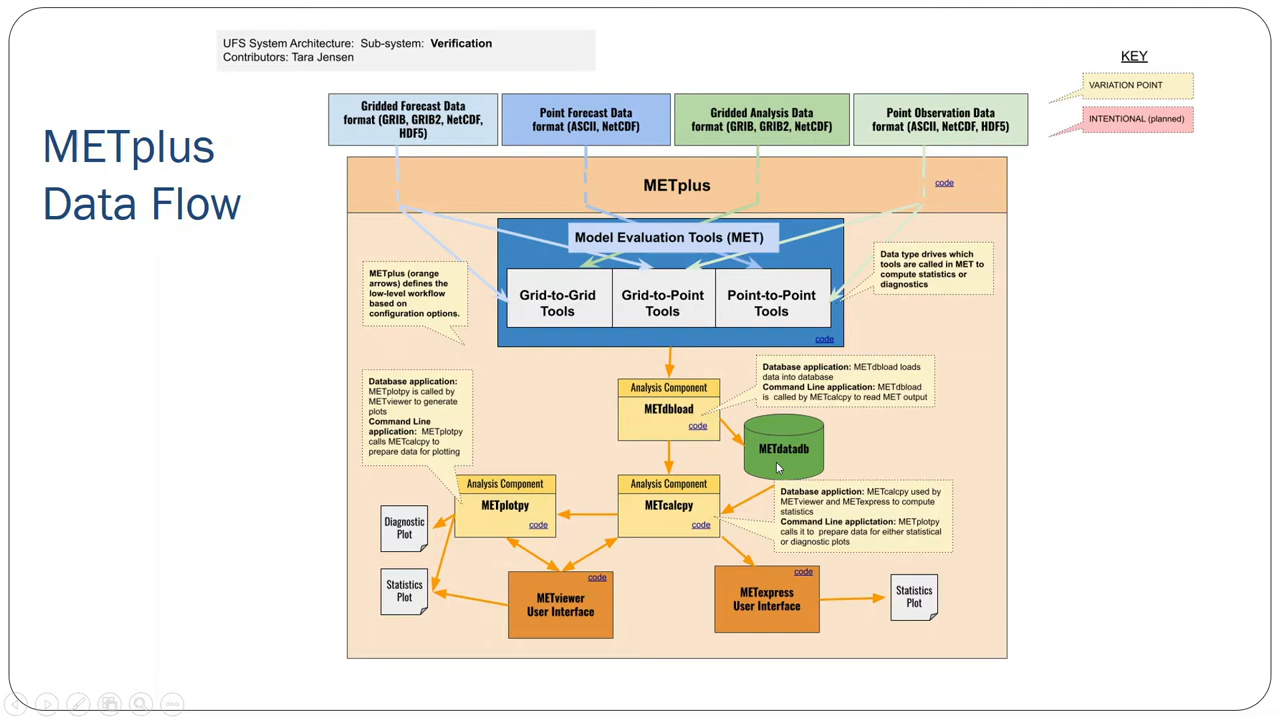 UFS System Architecture: Sub-system: Verification
Contributors: Tara Jensen
KEY
VARIATION POINT
INTENTIONAL (planned)
METplus
Data Flow
Gridded Forecast Data
format (GRIB, GRIB2, NetCDF,
HDF5)
Point Forecast Data
format (ASCII, NetCDF)
Gridded Analysis Data
format (GRIB, GRIB2, NetCDF)
Point Observation Data
format (ASCII, NetCDF, HDF5)
METplus
code
Model Evaluation Tools (MET)
Grid-to-Grid
Tools
Grid-to-Point
Tools
Point-to-Point
Tools
code
METplus (orange
arrows) defines the
low-level workflow
based on
configuration options.
Data type drives which
tools are called in MET to
compute statistics or
diagnostics
Analysis Component
METdbload
code
Database application: METdbload loads
data into database
Command Line application: METdbload
is called by METcalcpy to read MET output
Database application:
METplotpy is called by
METviewer to generate
plots
Command Line
application: METplotpy
calls METcalcpy to
prepare data for plotting
METdatadb
Analysis Component
METplotpy
code
Analysis Component
METcalcpy
code
Database application: METcalcpy used by
METviewer and METexpress to compute
statistics
Command Line applictation: METplotpy
calls it to prepare data for either statistical
or diagnostic plots
Diagnostic
Plot
Statistics
Plot
code
METviewer
User Interface
code
METexpress
User Interface
Statistics
Plot